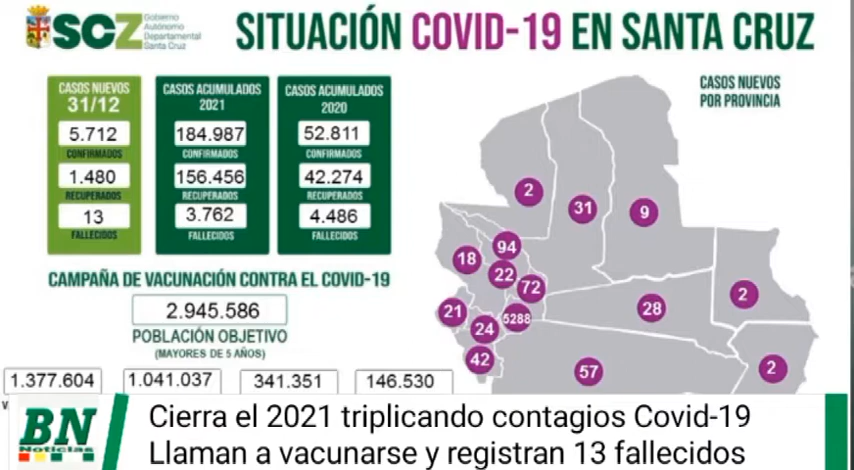 SCZ
Gobierno
Autónomo
Departamental
Santa Cruz
SITUACIÓN COVID-19 EN SANTA CRUZ
CASOS NUEVOS
31/12
5.712
CONFIRMADOS
1.480
RECUPERADOS
13
FALLECIDOS
CASOS ACUMULADOS
2021
184.987
CONFIRMADOS
156.456
RECUPERADOS
3.762
FALLECIDOS
CASOS ACUMULADOS
2020
52.811
CONFIRMADOS
42.274
RECUPERADOS
4.486
FALLECIDOS
CASOS NUEVOS
POR PROVINCIA
2
31
9
94
18
22
72
2
28
21
5288
24
42
57
2
CAMPAÑA DE VACUNACIÓN CONTRA EL COVID-19
2.945.586
POBLACIÓN OBJETIVO
(MAYORES DE 5 AÑOS)
1.377.604 1.041.037 341.351 146.530
BN
Noticias
Cierra el 2021 triplicando contagios Covid-19
Llaman a vacunarse y registran 13 fallecidos